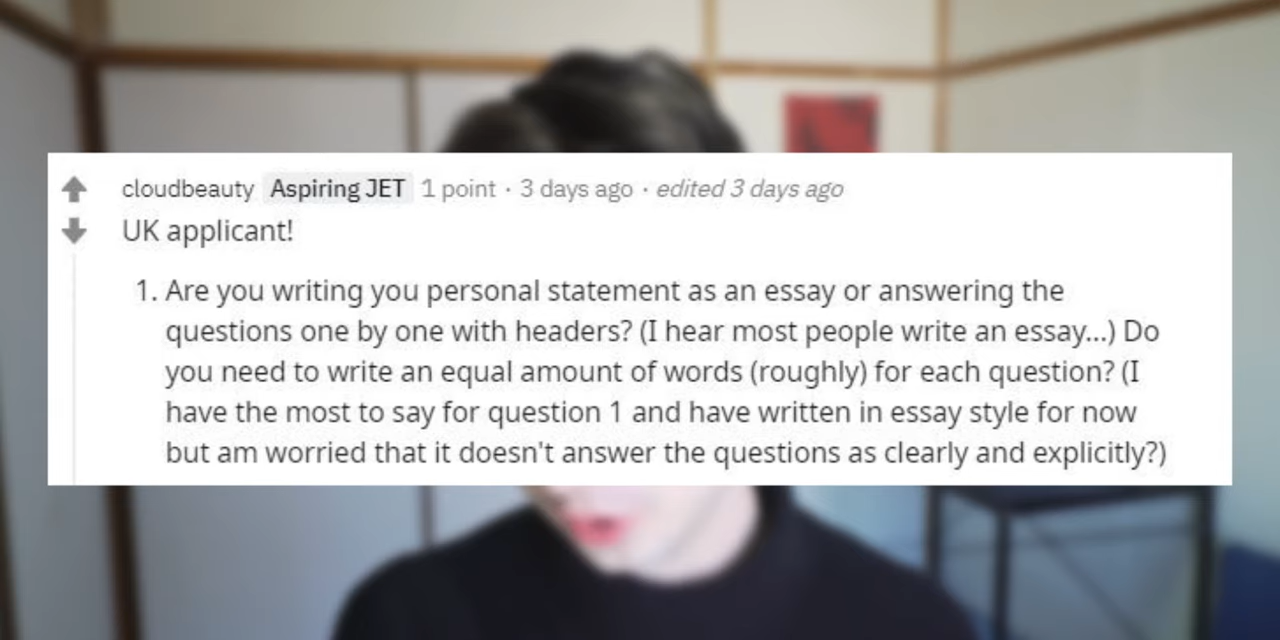 cloudbeauty Aspiring JET 1 point · 3 days ago · edited 3 days ago
UK applicant!
1. Are you writing you personal statement as an essay or answering the
questions one by one with headers? (I hear most people write an essay...) Do
you need to write an equal amount of words (roughly) for each question? (I
have the most to say for question 1 and have written in essay style for now
but am worried that it doesn't answer the questions as clearly and explicitly?)